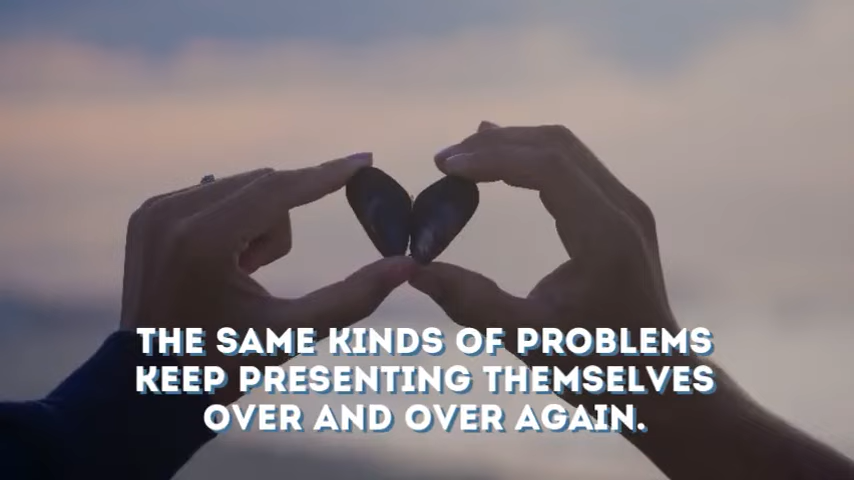 THE SAME KINDS OF PROBLEMS
KEEP PRESENTING THEMSELVES
OVER AND OVER AGAIN.